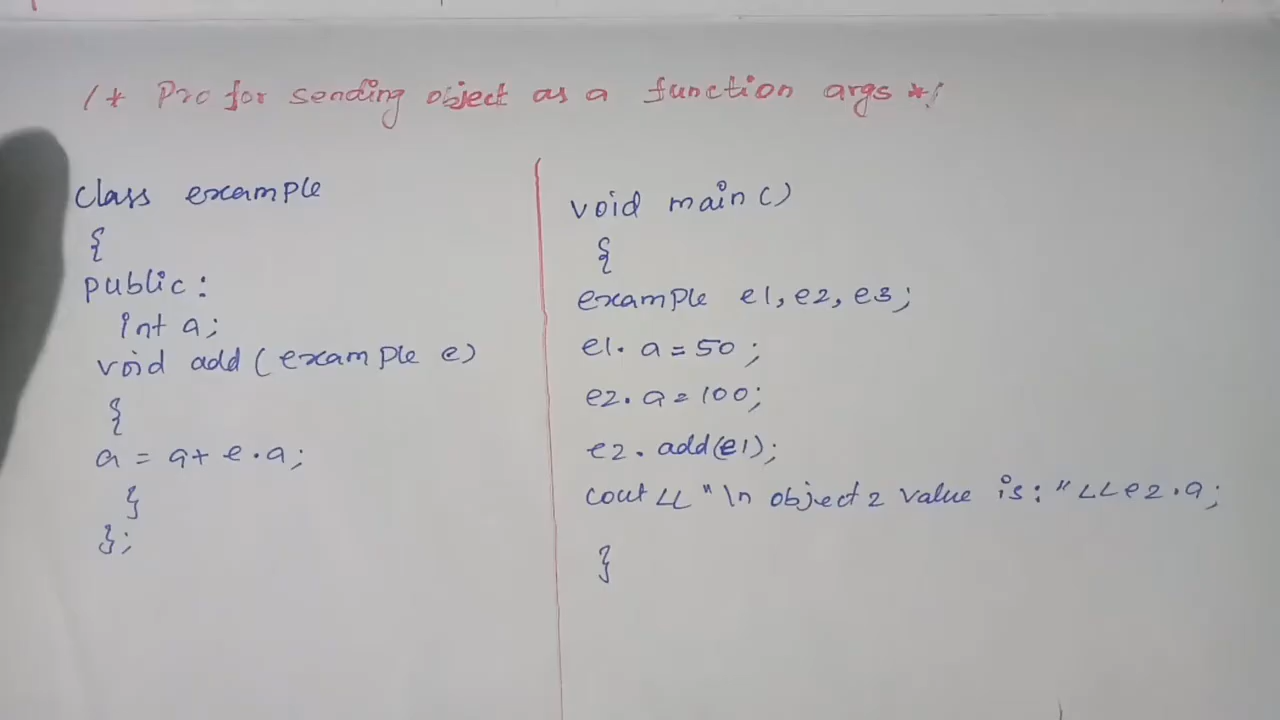 /* Pro for sending object as a function args */
class example
{
public:
int a;
void add(example e)
{
a = a+ e.a;
}
};
void main()
{
example e1, e2, e3;
e1. a = 50;
e2. a = 100;
e2. add(e1);
cout << "\n object 2 value is: " << e2.a;
}